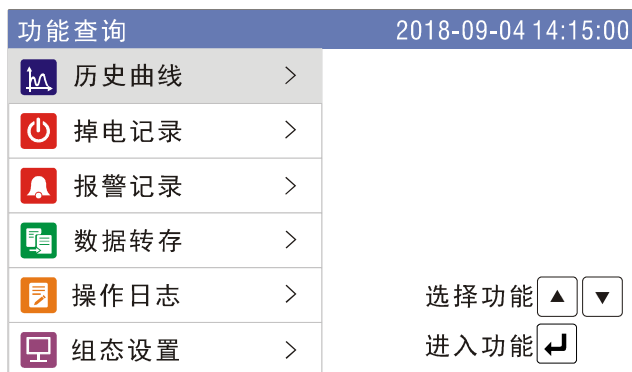 功能查询 2018-09-04 14:15:00
历史曲线
掉电记录
报警记录
数据转存
操作日志
选择功能
组态设置
进入功能